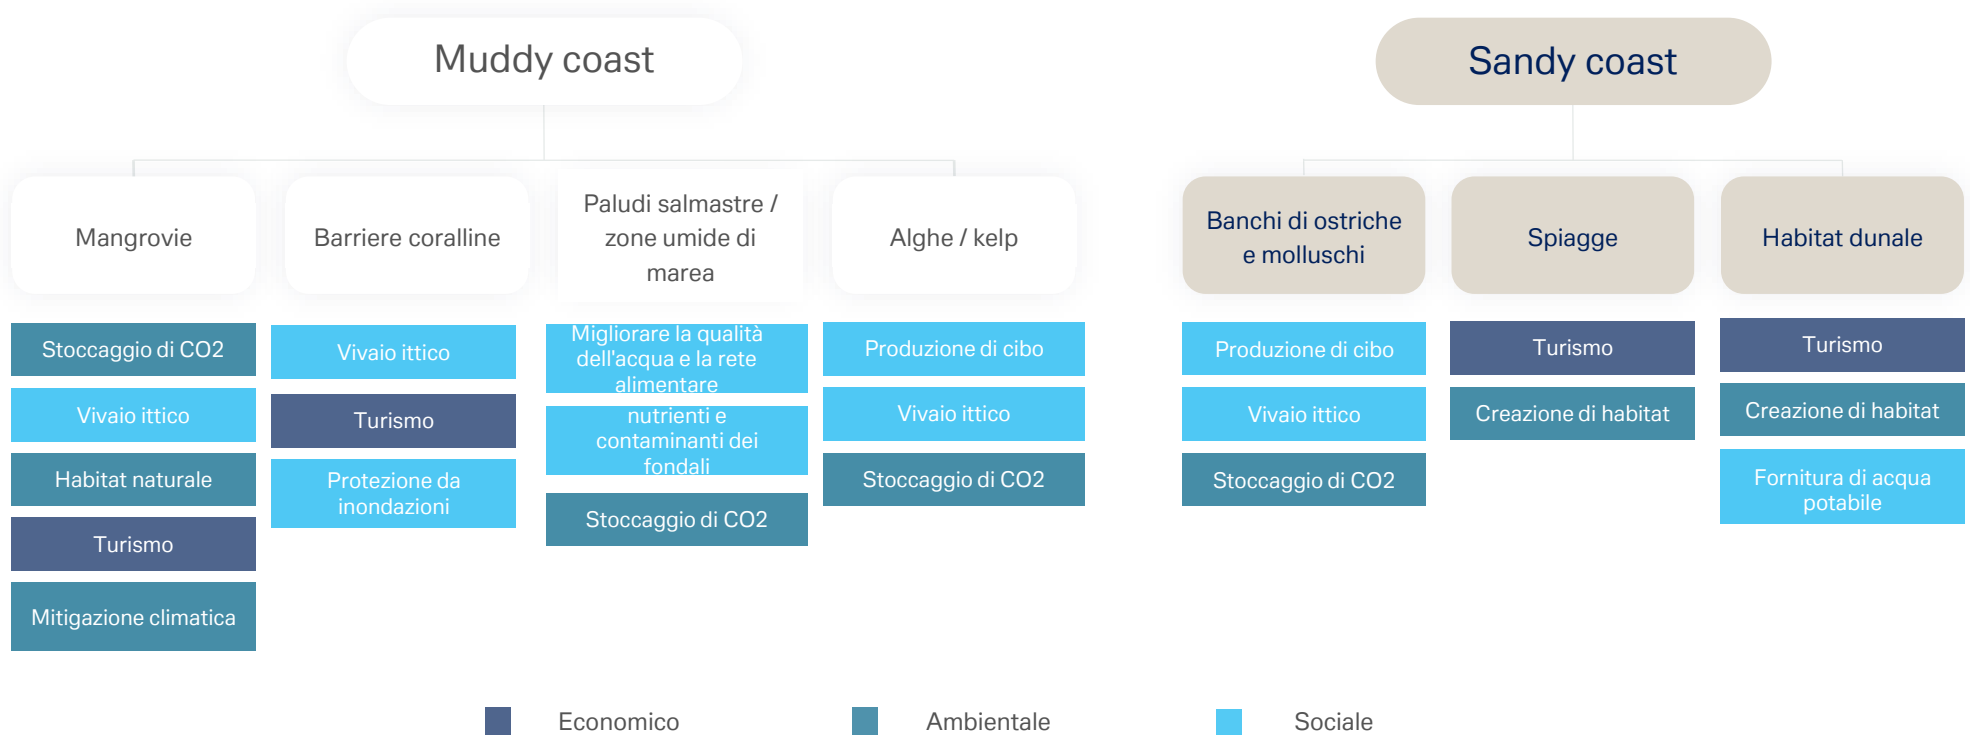 Muddy coast
Sandy coast
Mangrovie
Barriere coralline
Paludi salmastre /
zone umide di
marea
Alghe / kelp
Banchi di ostriche
e molluschi
Spiagge
Habitat dunale
Stoccaggio di CO2
Vivaio ittico
Habitat naturale
Turismo
Mitigazione climatica
Vivaio ittico
Turismo
Protezione da
inondazioni
Migliorare la qualità
dell'acqua e la rete
alimentare
nutrienti e
contaminanti dei
fondali
Stoccaggio di CO2
Produzione di cibo
Vivaio ittico
Stoccaggio di CO2
Produzione di cibo
Vivaio ittico
Stoccaggio di CO2
Turismo
Creazione di habitat
Turismo
Creazione di habitat
Fornitura di acqua
potabile
Economico
Ambientale
Sociale